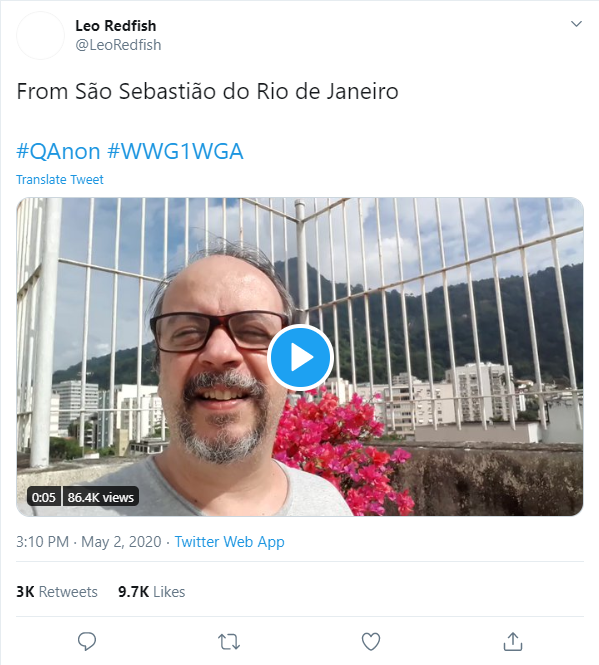 Leo Redfish
@LeoRedfish
From São Sebastião do Rio de Janeiro
#QAnon #WWG1WGA
Translate Tweet
0:05 86.4K views
3:10 PM · May 2, 2020 · Twitter Web App
3K Retweets 9.7K Likes